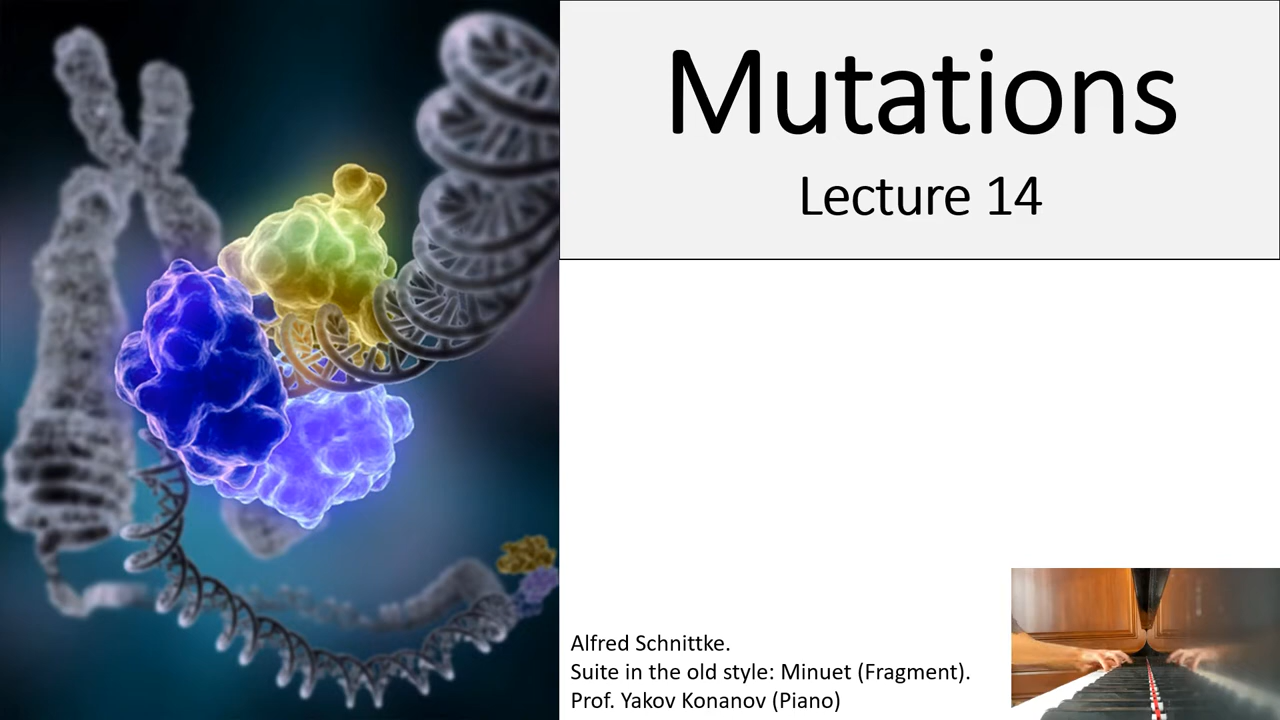 Mutations
Lecture 14
Alfred Schnittke.
Suite in the old style: Minuet (Fragment).
Prof. Yakov Konanov (Piano)